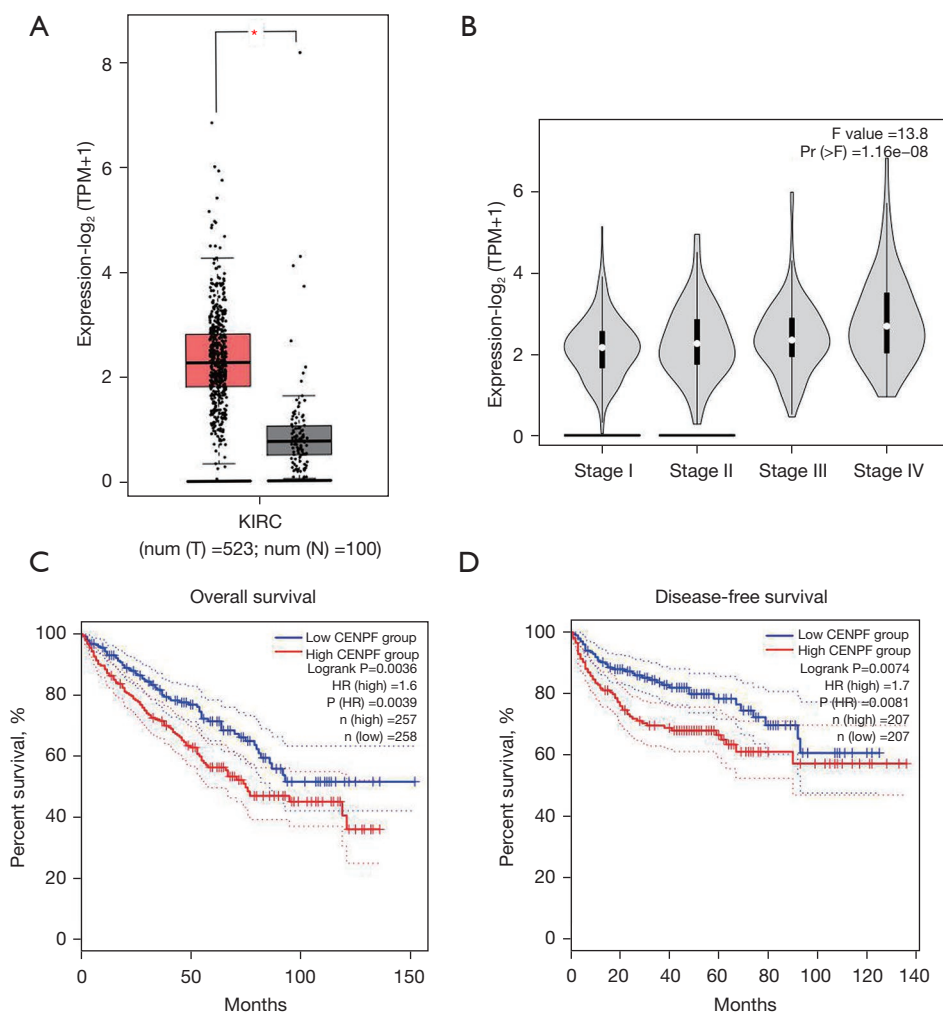 A
8
6
4
2
0
Expression-log₂ (TPM+1)
*
KIRC
(num (T) =523; num (N) =100)
B
F value =13.8
Pr (>F) =1.16e−08
6
4
2
0
Expression-log₂ (TPM+1)
Stage I
Stage II
Stage III
Stage IV
C
Overall survival
Low CENPF group
High CENPF group
Logrank P=0.0036
HR (high) =1.6
P (HR) =0.0039
n (high) =257
n (low) =258
100
80
60
40
20
0
Percent survival, %
0
50
100
150
Months
D
Disease-free survival
Low CENPF group
High CENPF group
Logrank P=0.0074
HR (high) =1.7
P (HR) =0.0081
n (high) =207
n (low) =207
100
80
60
40
20
0
Percent survival, %
0
20
40
60
80
100
120
140
Months